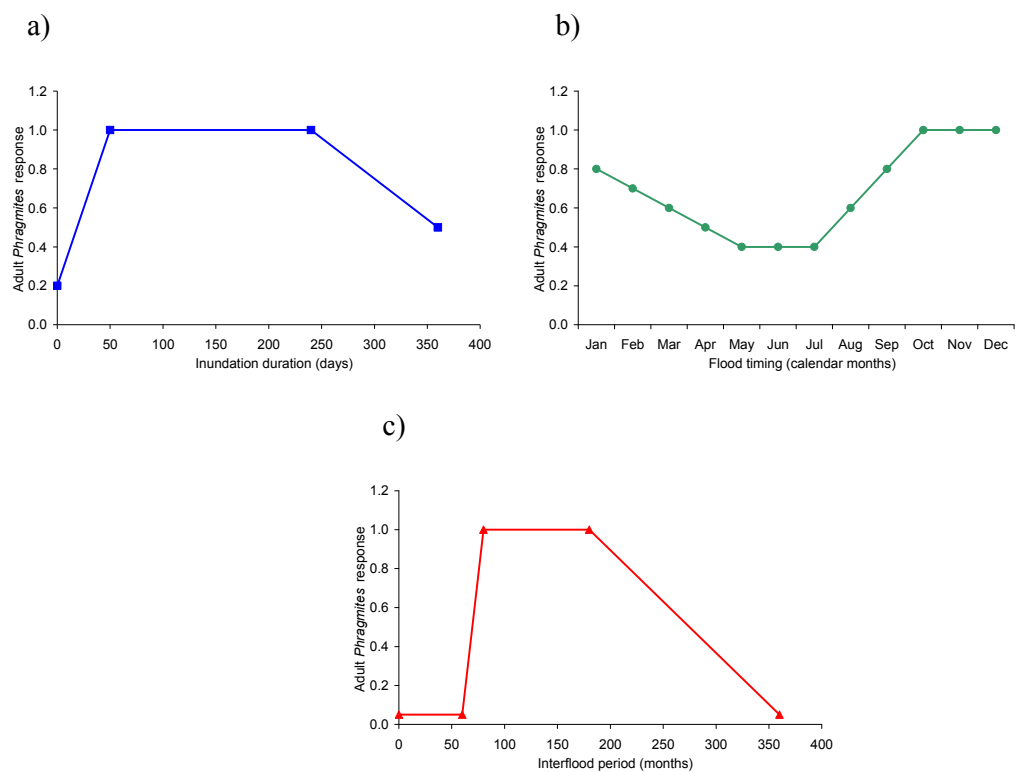 a)
b)
1.2
1.0
0.8
0.6
0.4
0.2
0.0
Adult Phragmites response
0 50 100 150 200 250 300 350 400
Inundation duration (days)
1.2
1.0
0.8
0.6
0.4
0.2
0.0
Adult Phragmites response
Jan Feb Mar Apr May Jun Jul Aug Sep Oct Nov Dec
Flood timing (calendar months)
c)
1.2
1.0
0.8
0.6
0.4
0.2
0.0
Adult Phragmites response
0 50 100 150 200 250 300 350 400
Interflood period (months)